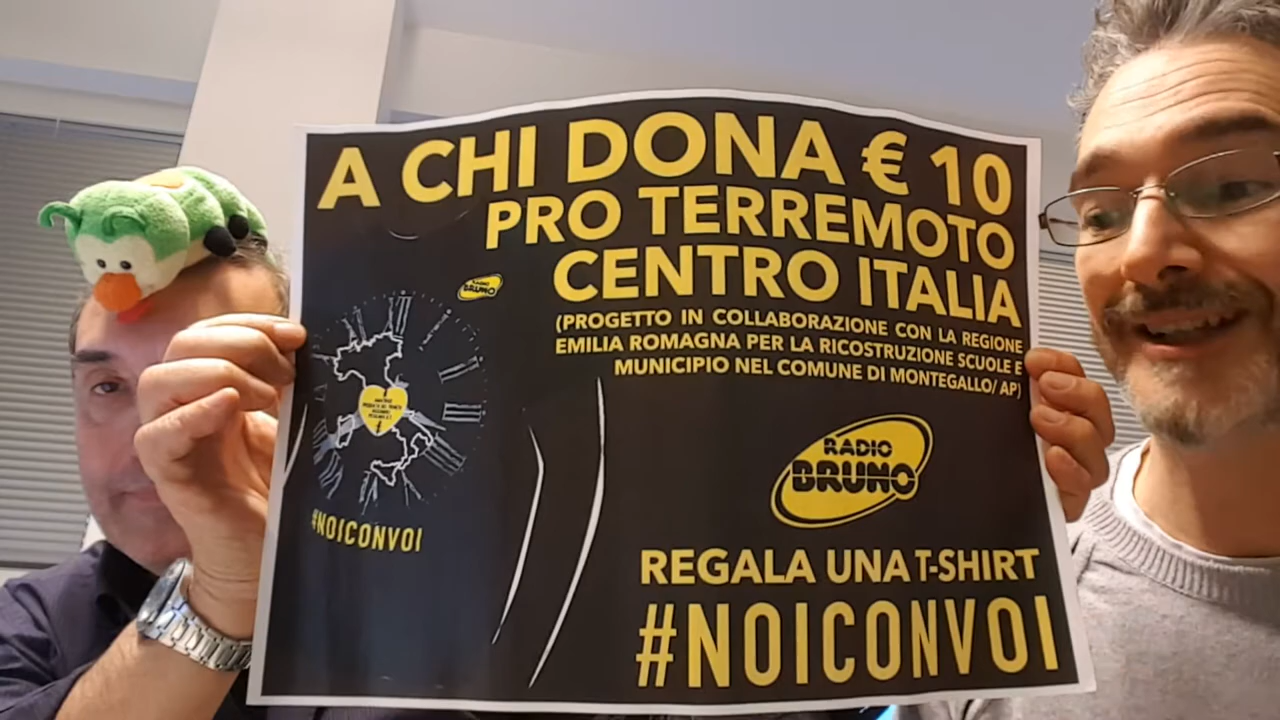 A CHI DONA € 10
PRO TERREMOTO
CENTRO ITALIA
(PROGETTO IN COLLABORAZIONE CON LA REGIONE
EMILIA ROMAGNA PER LA RICOSTRUZIONE SCUOLE E
MUNICIPIO NEL COMUNE DI MONTEGALLO/ AP)
RADIO
BRUNO
#NOICONVOI
RADIO
BRUNO
REGALA UNA T-SHIRT
#NOICONVOI